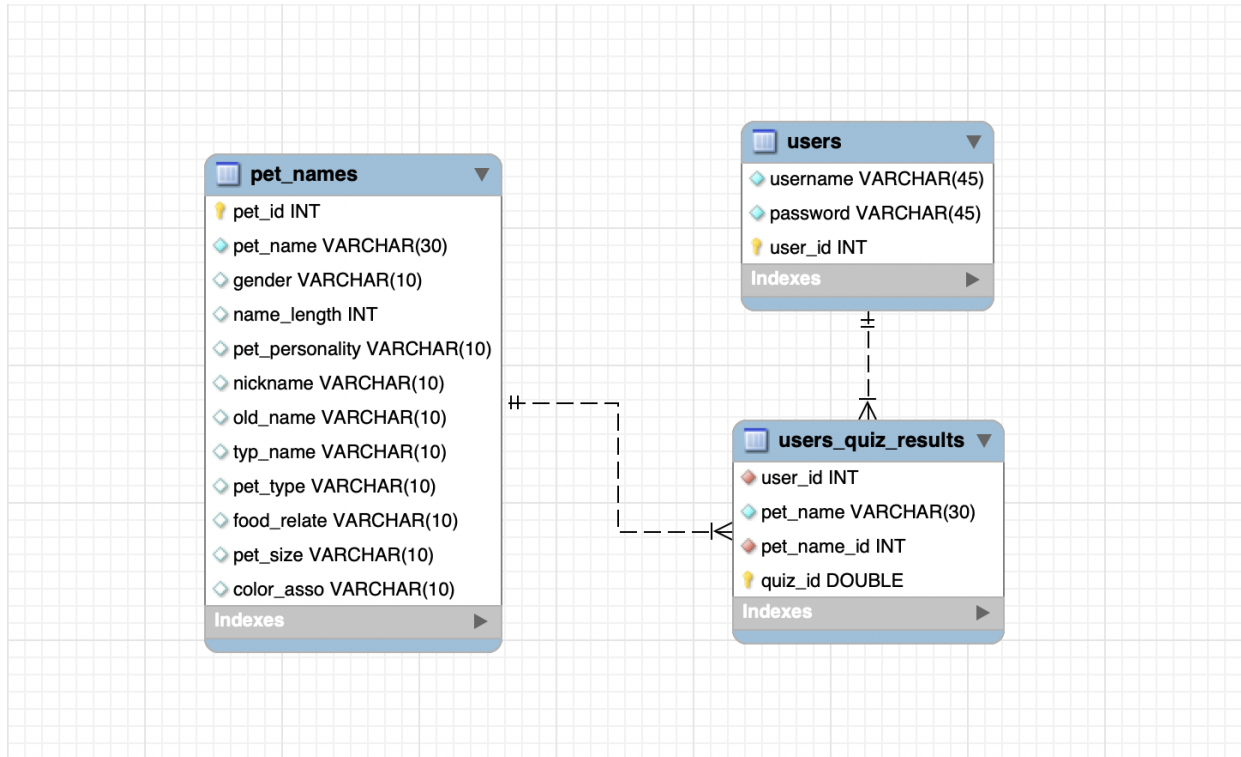 pet_names
pet_id INT
pet_name VARCHAR(30)
gender VARCHAR(10)
name_length INT
pet_personality VARCHAR(10)
nickname VARCHAR(10)
old_name VARCHAR(10)
typ_name VARCHAR(10)
pet_type VARCHAR(10)
food_relate VARCHAR(10)
pet_size VARCHAR(10)
color_asso VARCHAR(10)
Indexes
users
username VARCHAR(45)
password VARCHAR(45)
user_id INT
Indexes
users_quiz_results
user_id INT
pet_name VARCHAR(30)
pet_name_id INT
quiz_id DOUBLE
Indexes